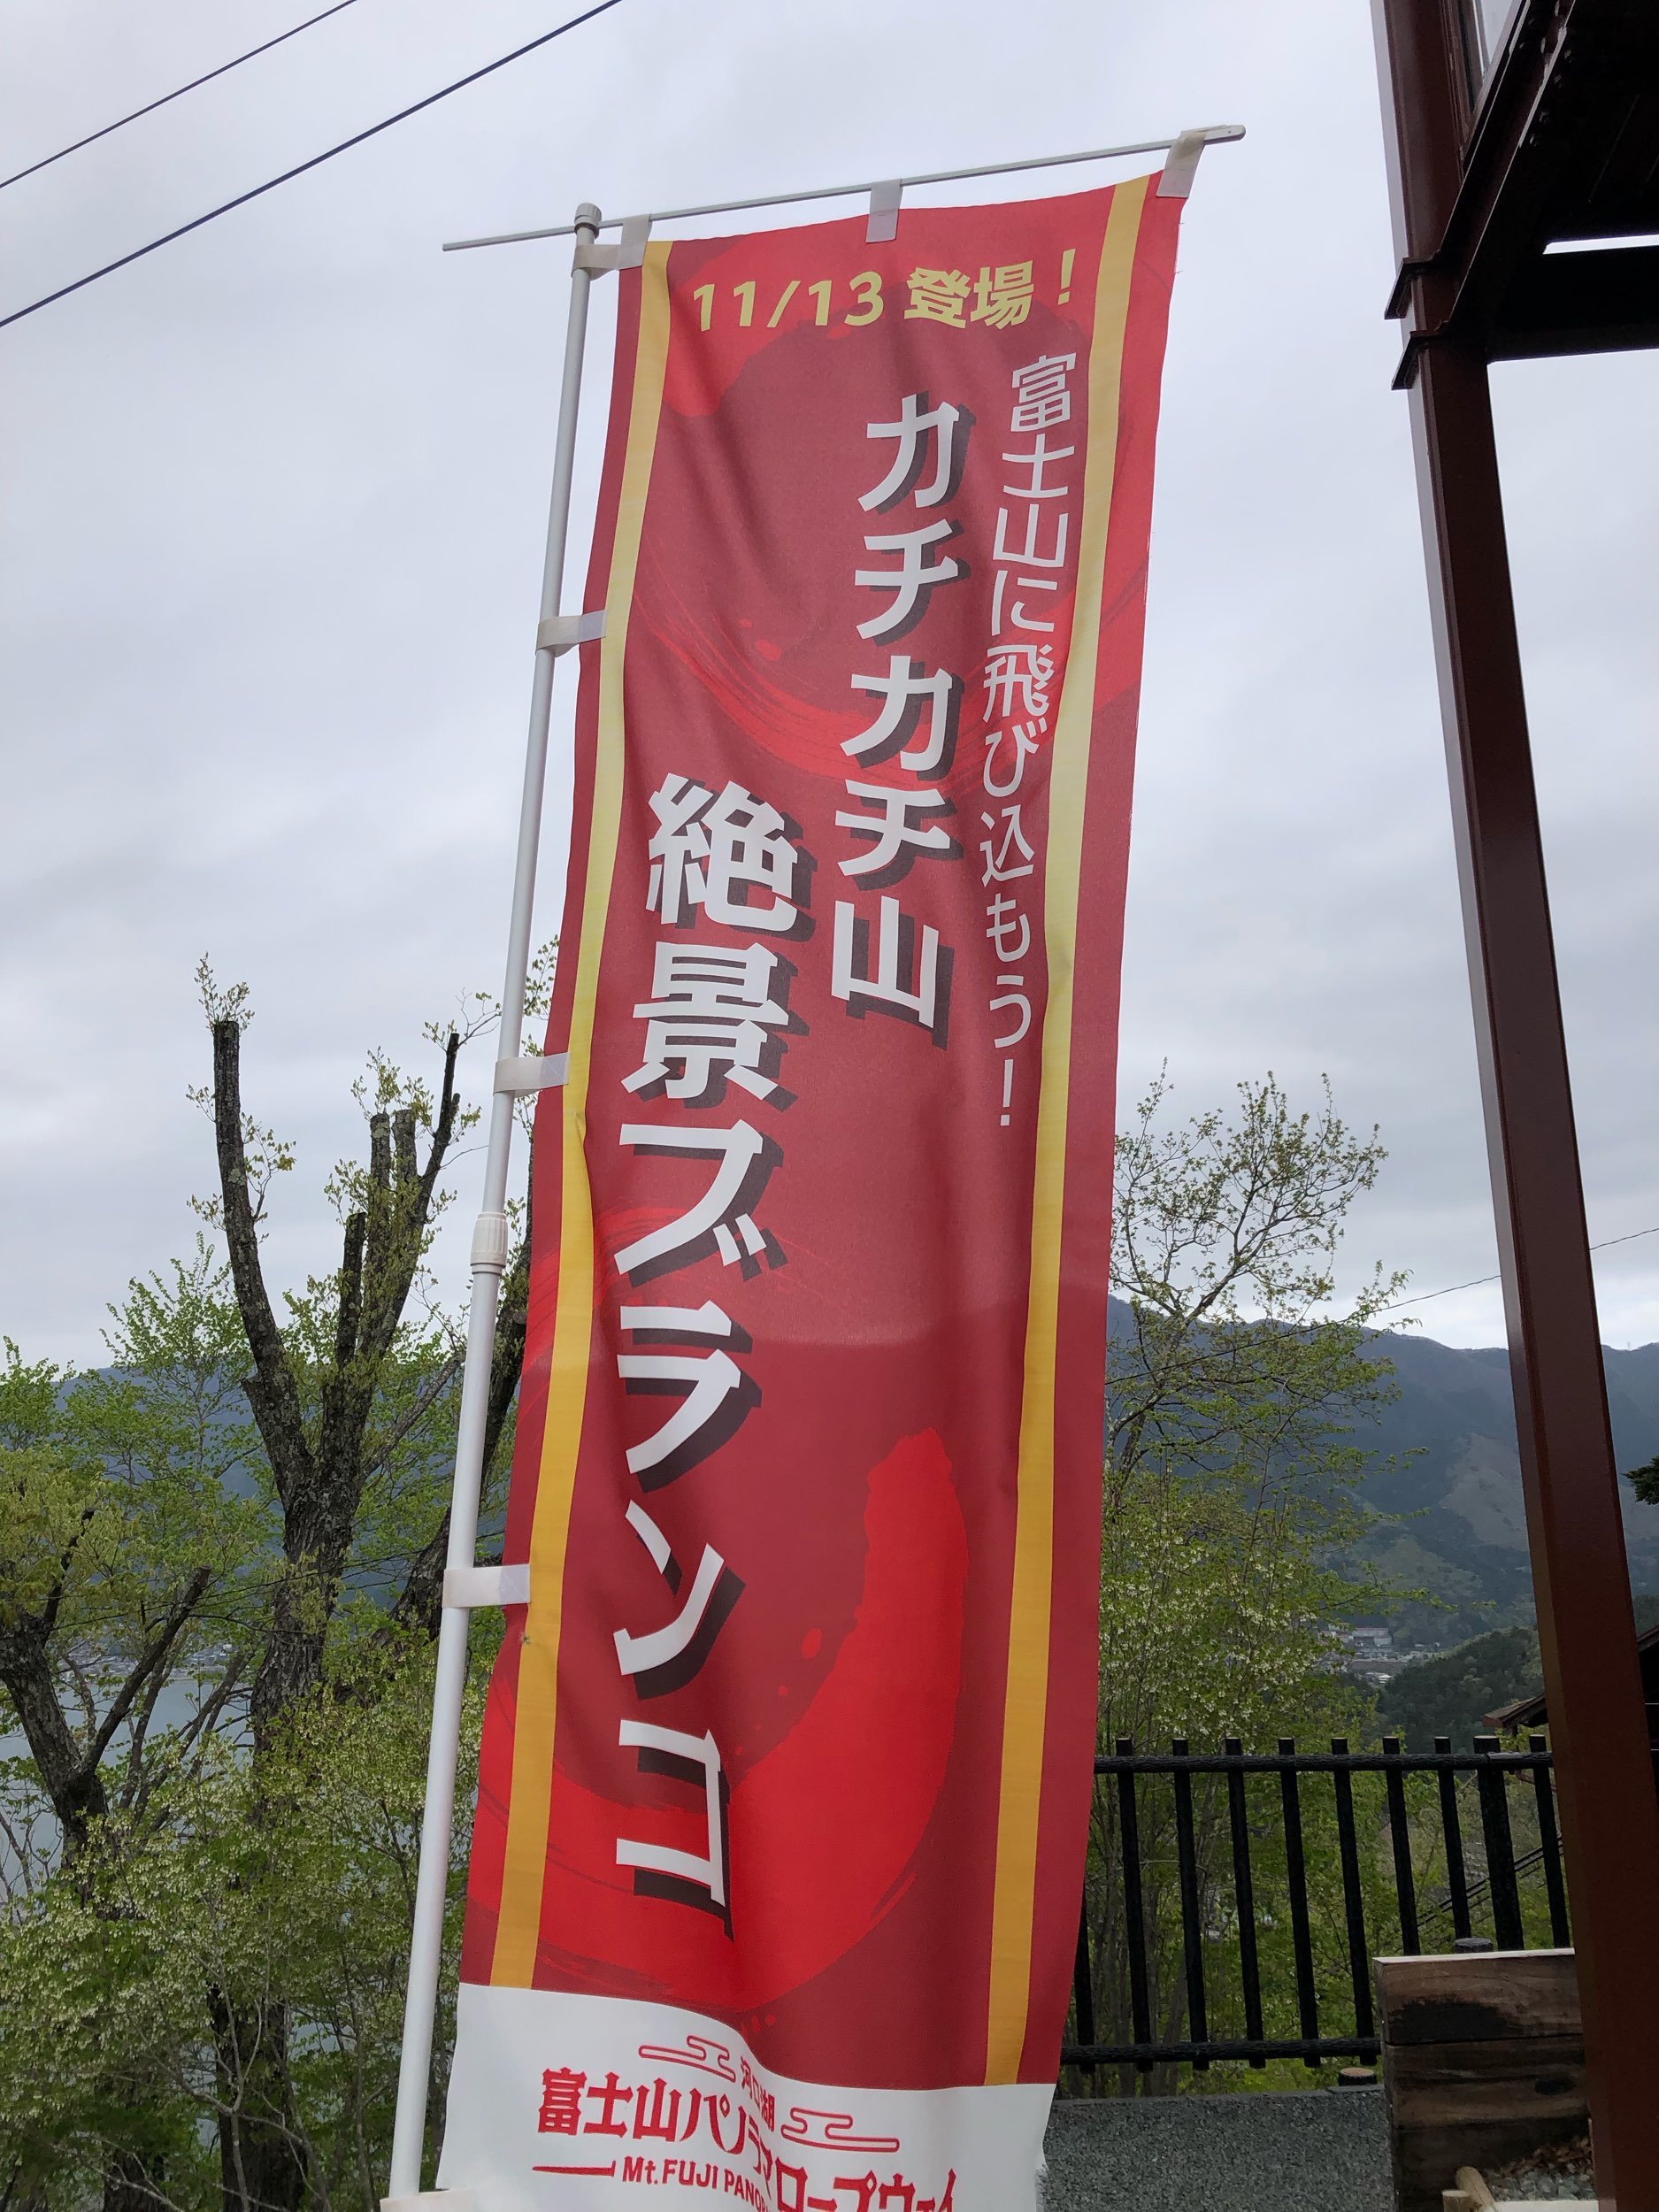 11/13 登場！
富士山に飛び込もう！
カチカチ山
絶景ブランコ
河口湖
富士山パノラマロープウェイ
Mt.FUJI